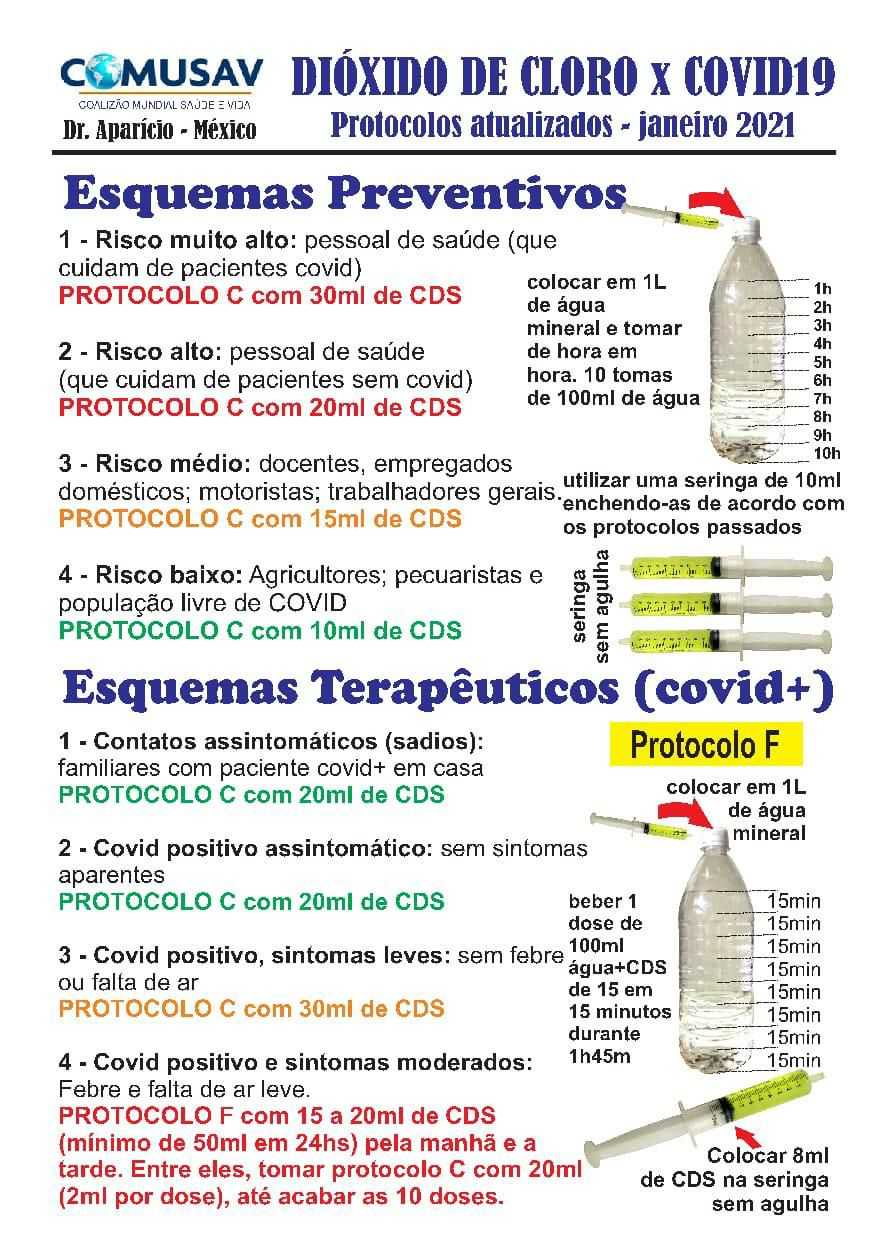 COMUSAV
COALIZÃO MUNDIAL SAÚDE E VIDA
Dr. Aparício - México
DIÓXIDO DE CLORO x COVID19
Protocolos atualizados - janeiro 2021
Esquemas Preventivos
1 - Risco muito alto: pessoal de saúde (que
cuidam de pacientes covid)
PROTOCOLO C com 30ml de CDS
2 - Risco alto: pessoal de saúde
(que cuidam de pacientes sem covid)
PROTOCOLO C com 20ml de CDS
3 - Risco médio: docentes, empregados
domésticos; motoristas; trabalhadores gerais.
PROTOCOLO C com 15ml de CDS
4 - Risco baixo: Agricultores; pecuaristas e
população livre de COVID
PROTOCOLO C com 10ml de CDS
colocar em 1L
de água
mineral e tomar
de hora em
hora. 10 tomas
de 100ml de água
1h
2h
3h
4h
5h
6h
7h
8h
9h
10h
utilizar uma seringa de 10ml
enchendo-as de acordo com
os protocolos passados
seringa
sem agulha
Esquemas Terapêuticos (covid+)
1 - Contatos assintomáticos (sadios):
familiares com paciente covid+ em casa
PROTOCOLO C com 20ml de CDS
2 - Covid positivo assintomático: sem sintomas
aparentes
PROTOCOLO C com 20ml de CDS
3 - Covid positivo, sintomas leves: sem febre
ou falta de ar
PROTOCOLO C com 30ml de CDS
4 - Covid positivo e sintomas moderados:
Febre e falta de ar leve.
PROTOCOLO F com 15 a 20ml de CDS
(mínimo de 50ml em 24hs) pela manhã e a
tarde. Entre eles, tomar protocolo C com 20ml
(2ml por dose), até acabar as 10 doses.
Protocolo F
colocar em 1L
de água
mineral
beber 1
dose de
100ml
água+CDS
de 15 em
15 minutos
durante
1h45m
15min
15min
15min
15min
15min
15min
15min
15min
Colocar 8ml
de CDS na seringa
sem agulha